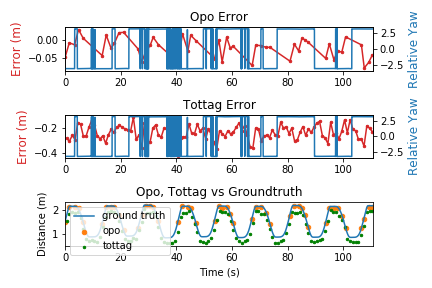 Opo Error
Error (m)
0.00
−0.05
2.5
0.0
−2.5
Relative Yaw
0 20 40 60 80 100
Tottag Error
Error (m)
−0.2
−0.4
2.5
0.0
−2.5
Relative Yaw
0 20 40 60 80 100
Opo, Tottag vs Groundtruth
Distance (m)
2
1
ground truth
opo
tottag
0 20 40 60 80 100
Time (s)